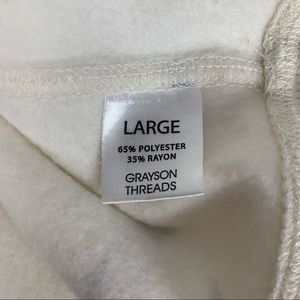 LARGE
65% POLYESTER
35% RAYON
GRAYSON
THREADS